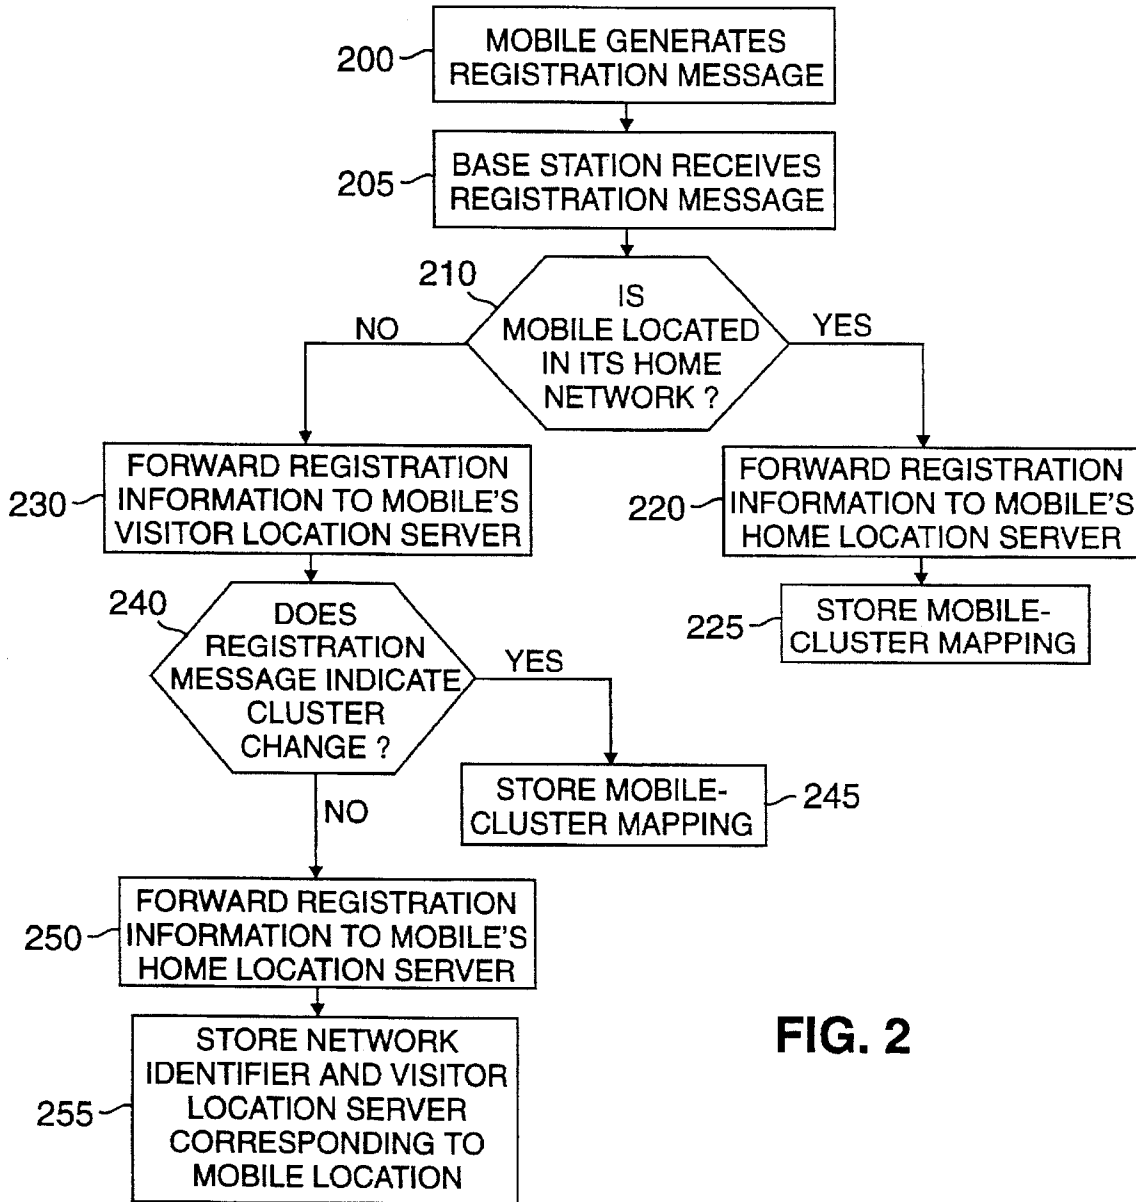 200
MOBILE GENERATES
REGISTRATION MESSAGE
205
BASE STATION RECEIVES
REGISTRATION MESSAGE
210
IS
MOBILE LOCATED
IN ITS HOME
NETWORK ?
NO
YES
230
FORWARD REGISTRATION
INFORMATION TO MOBILE'S
VISITOR LOCATION SERVER
220
FORWARD REGISTRATION
INFORMATION TO MOBILE'S
HOME LOCATION SERVER
225
STORE MOBILE-
CLUSTER MAPPING
240
DOES
REGISTRATION
MESSAGE INDICATE
CLUSTER
CHANGE ?
YES
NO
STORE MOBILE-
CLUSTER MAPPING
245
250
FORWARD REGISTRATION
INFORMATION TO MOBILE'S
HOME LOCATION SERVER
255
STORE NETWORK
IDENTIFIER AND VISITOR
LOCATION SERVER
CORRESPONDING TO
MOBILE LOCATION
FIG. 2